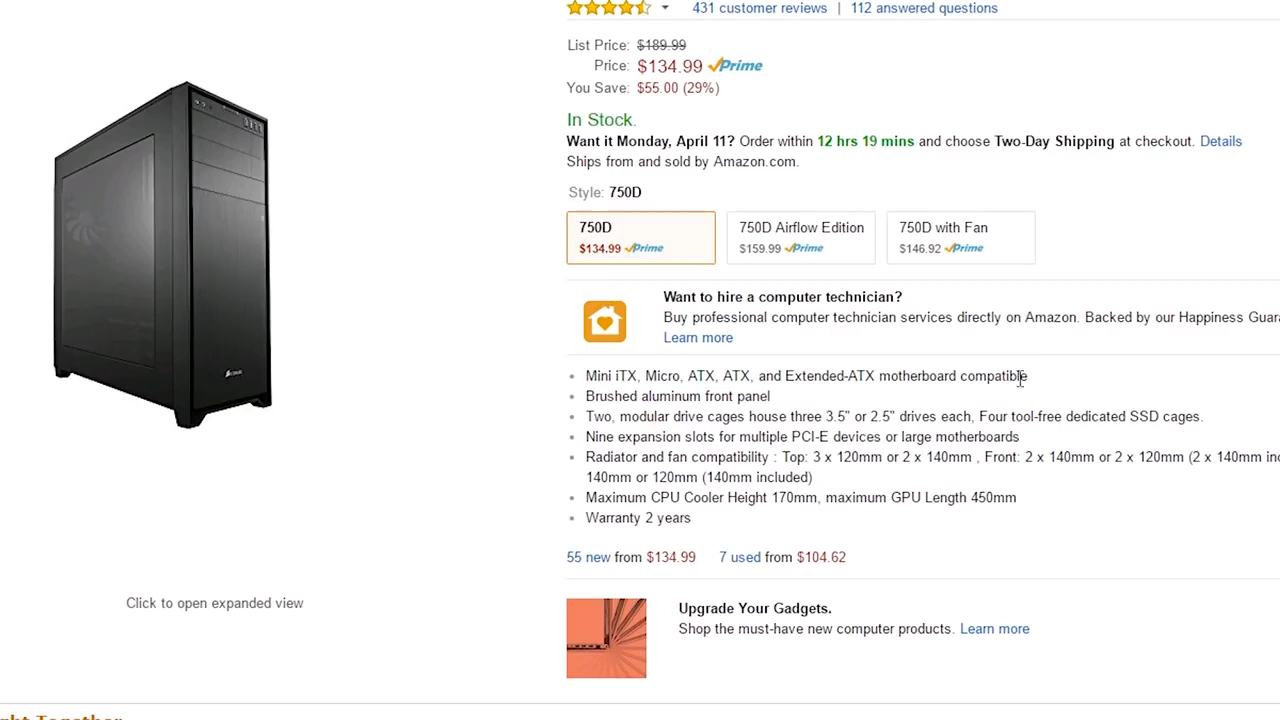 431 customer reviews | 112 answered questions
List Price: $189.99
Price: $134.99 Prime
You Save: $55.00 (29%)
In Stock.
Want it Monday, April 11? Order within 12 hrs 19 mins and choose Two-Day Shipping at checkout. Details
Ships from and sold by Amazon.com.
Style: 750D
750D
$134.99 Prime
750D Airflow Edition
$159.99 Prime
750D with Fan
$146.92 Prime
Want to hire a computer technician?
Buy professional computer technician services directly on Amazon. Backed by our Happiness
Learn more
Mini iTX, Micro, ATX, ATX, and Extended-ATX motherboard compatible
Brushed aluminum front panel
Two, modular drive cages house three 3.5” or 2.5” drives each, Four tool-free dedicated SSD cages.
Nine expansion slots for multiple PCI-E devices or large motherboards
Radiator and fan compatibility : Top: 3 x 120mm or 2 x 140mm , Front: 2 x 140mm or 2 x 120mm (2 x 140mm
140mm or 120mm (140mm included)
Maximum CPU Cooler Height 170mm, maximum GPU Length 450mm
Warranty 2 years
55 new from $134.99 7 used from $104.62
Click to open expanded view
Upgrade Your Gadgets.
Shop the must-have new computer products. Learn more